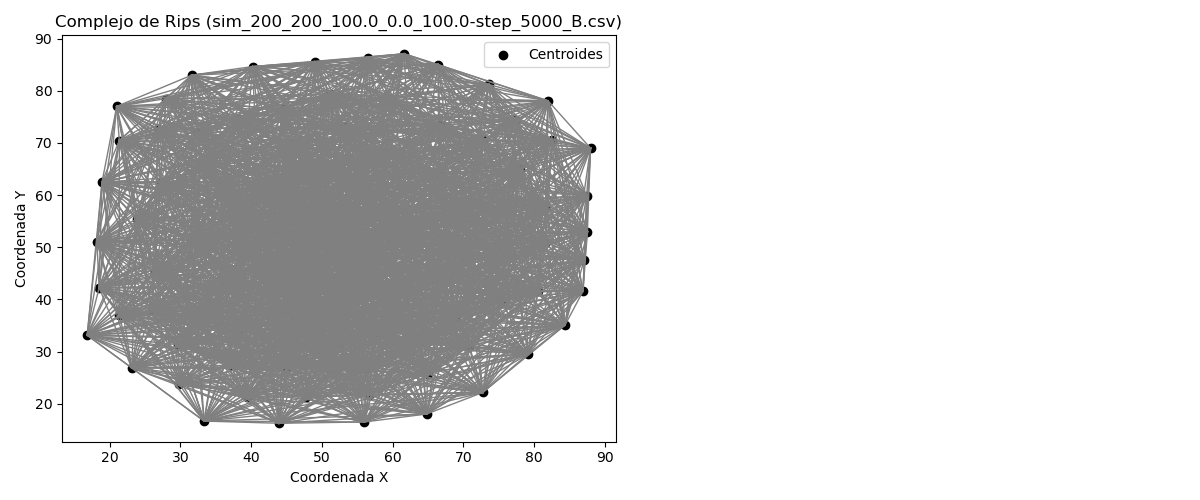 Complejo de Rips (sim_200_200_100.0_0.0_100.0-step_5000_B.csv)
Centroides
90
80
70
60
50
40
30
20
Coordenada Y
20 30 40 50 60 70 80 90
Coordenada X